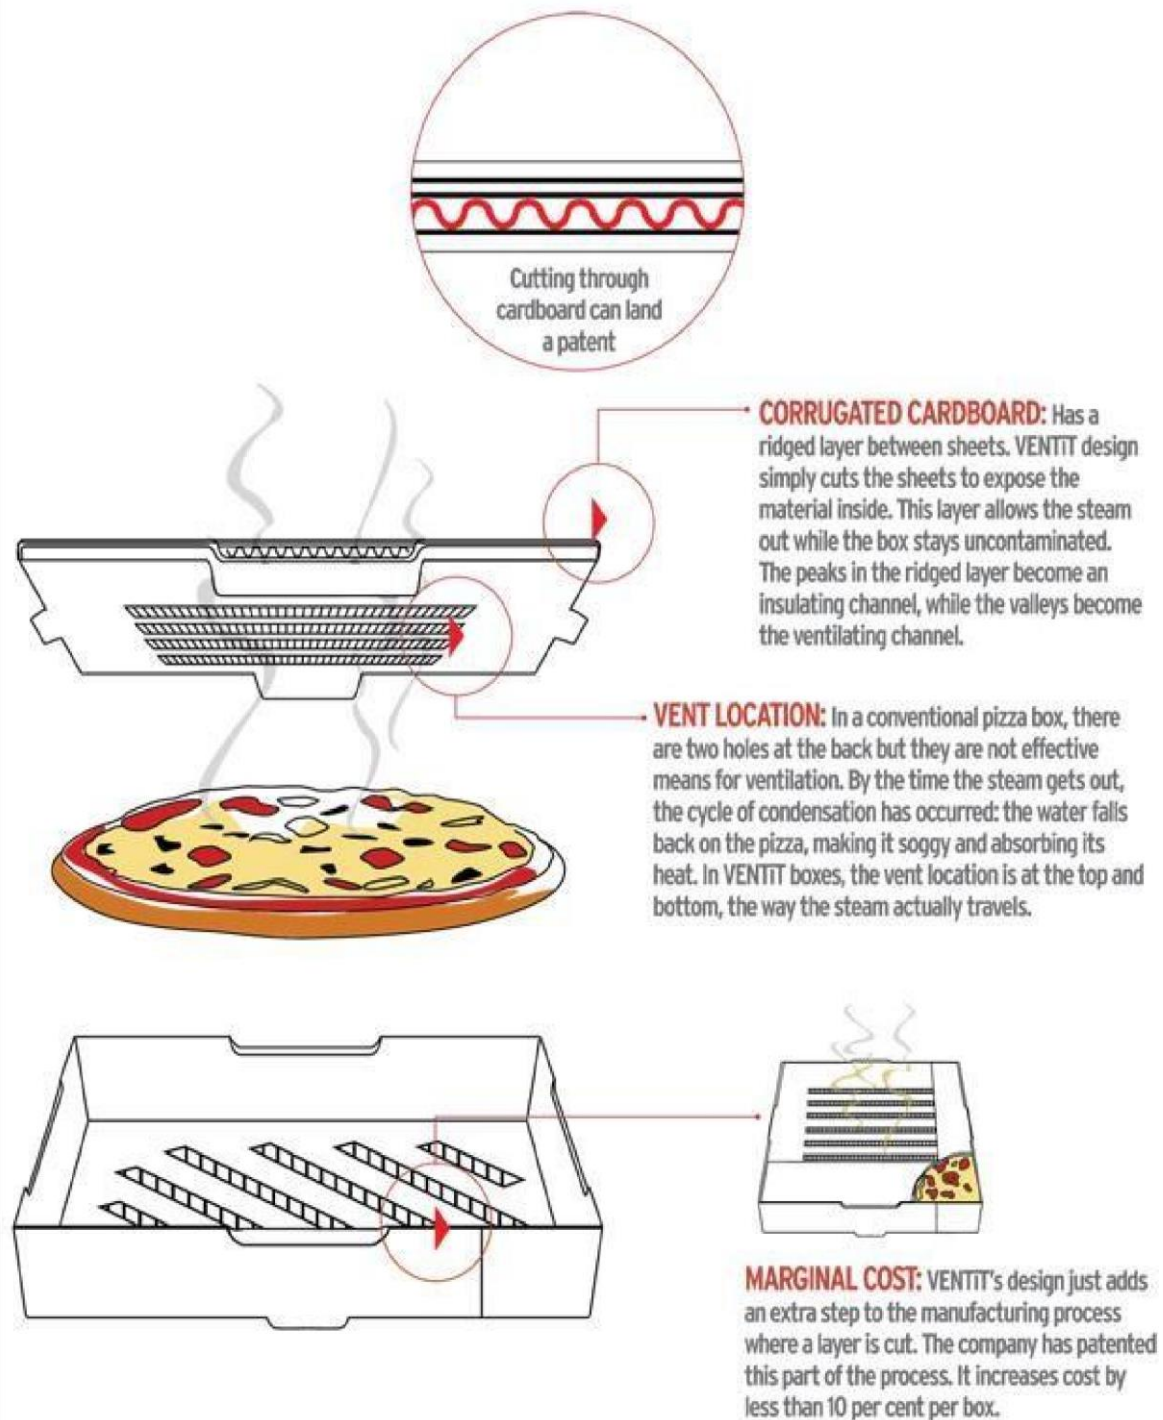 Cutting through
cardboard can land
a patent
CORRUGATED CARDBOARD: Has a
ridged layer between sheets. VENTiT design
simply cuts the sheets to expose the
material inside. This layer allows the steam
out while the box stays uncontaminated.
The peaks in the ridged layer become an
insulating channel, while the valleys become
the ventilating channel.
VENT LOCATION: In a conventional pizza box, there
are two holes at the back but they are not effective
means for ventilation. By the time the steam gets out,
the cycle of condensation has occurred: the water falls
back on the pizza, making it soggy and absorbing its
heat. In VENTiT boxes, the vent location is at the top and
bottom, the way the steam actually travels.
MARGINAL COST: VENTiT's design just adds
an extra step to the manufacturing process
where a layer is cut. The company has patented
this part of the process. It increases cost by
less than 10 per cent per box.